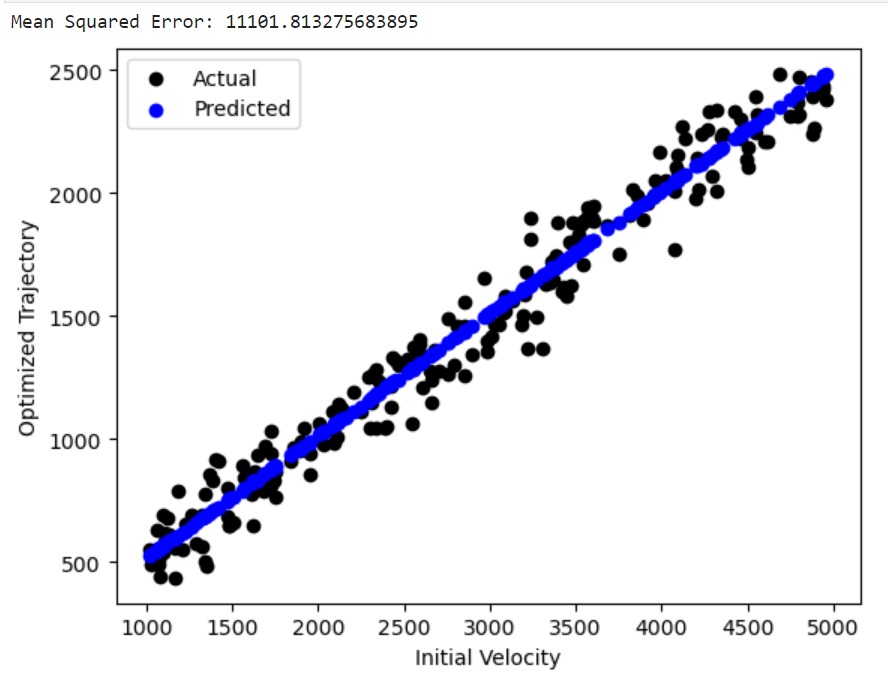 Mean Squared Error: 11101.813275683895
Actual
Predicted
2500
2000
1500
1000
500
Optimized Trajectory
1000 1500 2000 2500 3000 3500 4000 4500 5000
Initial Velocity